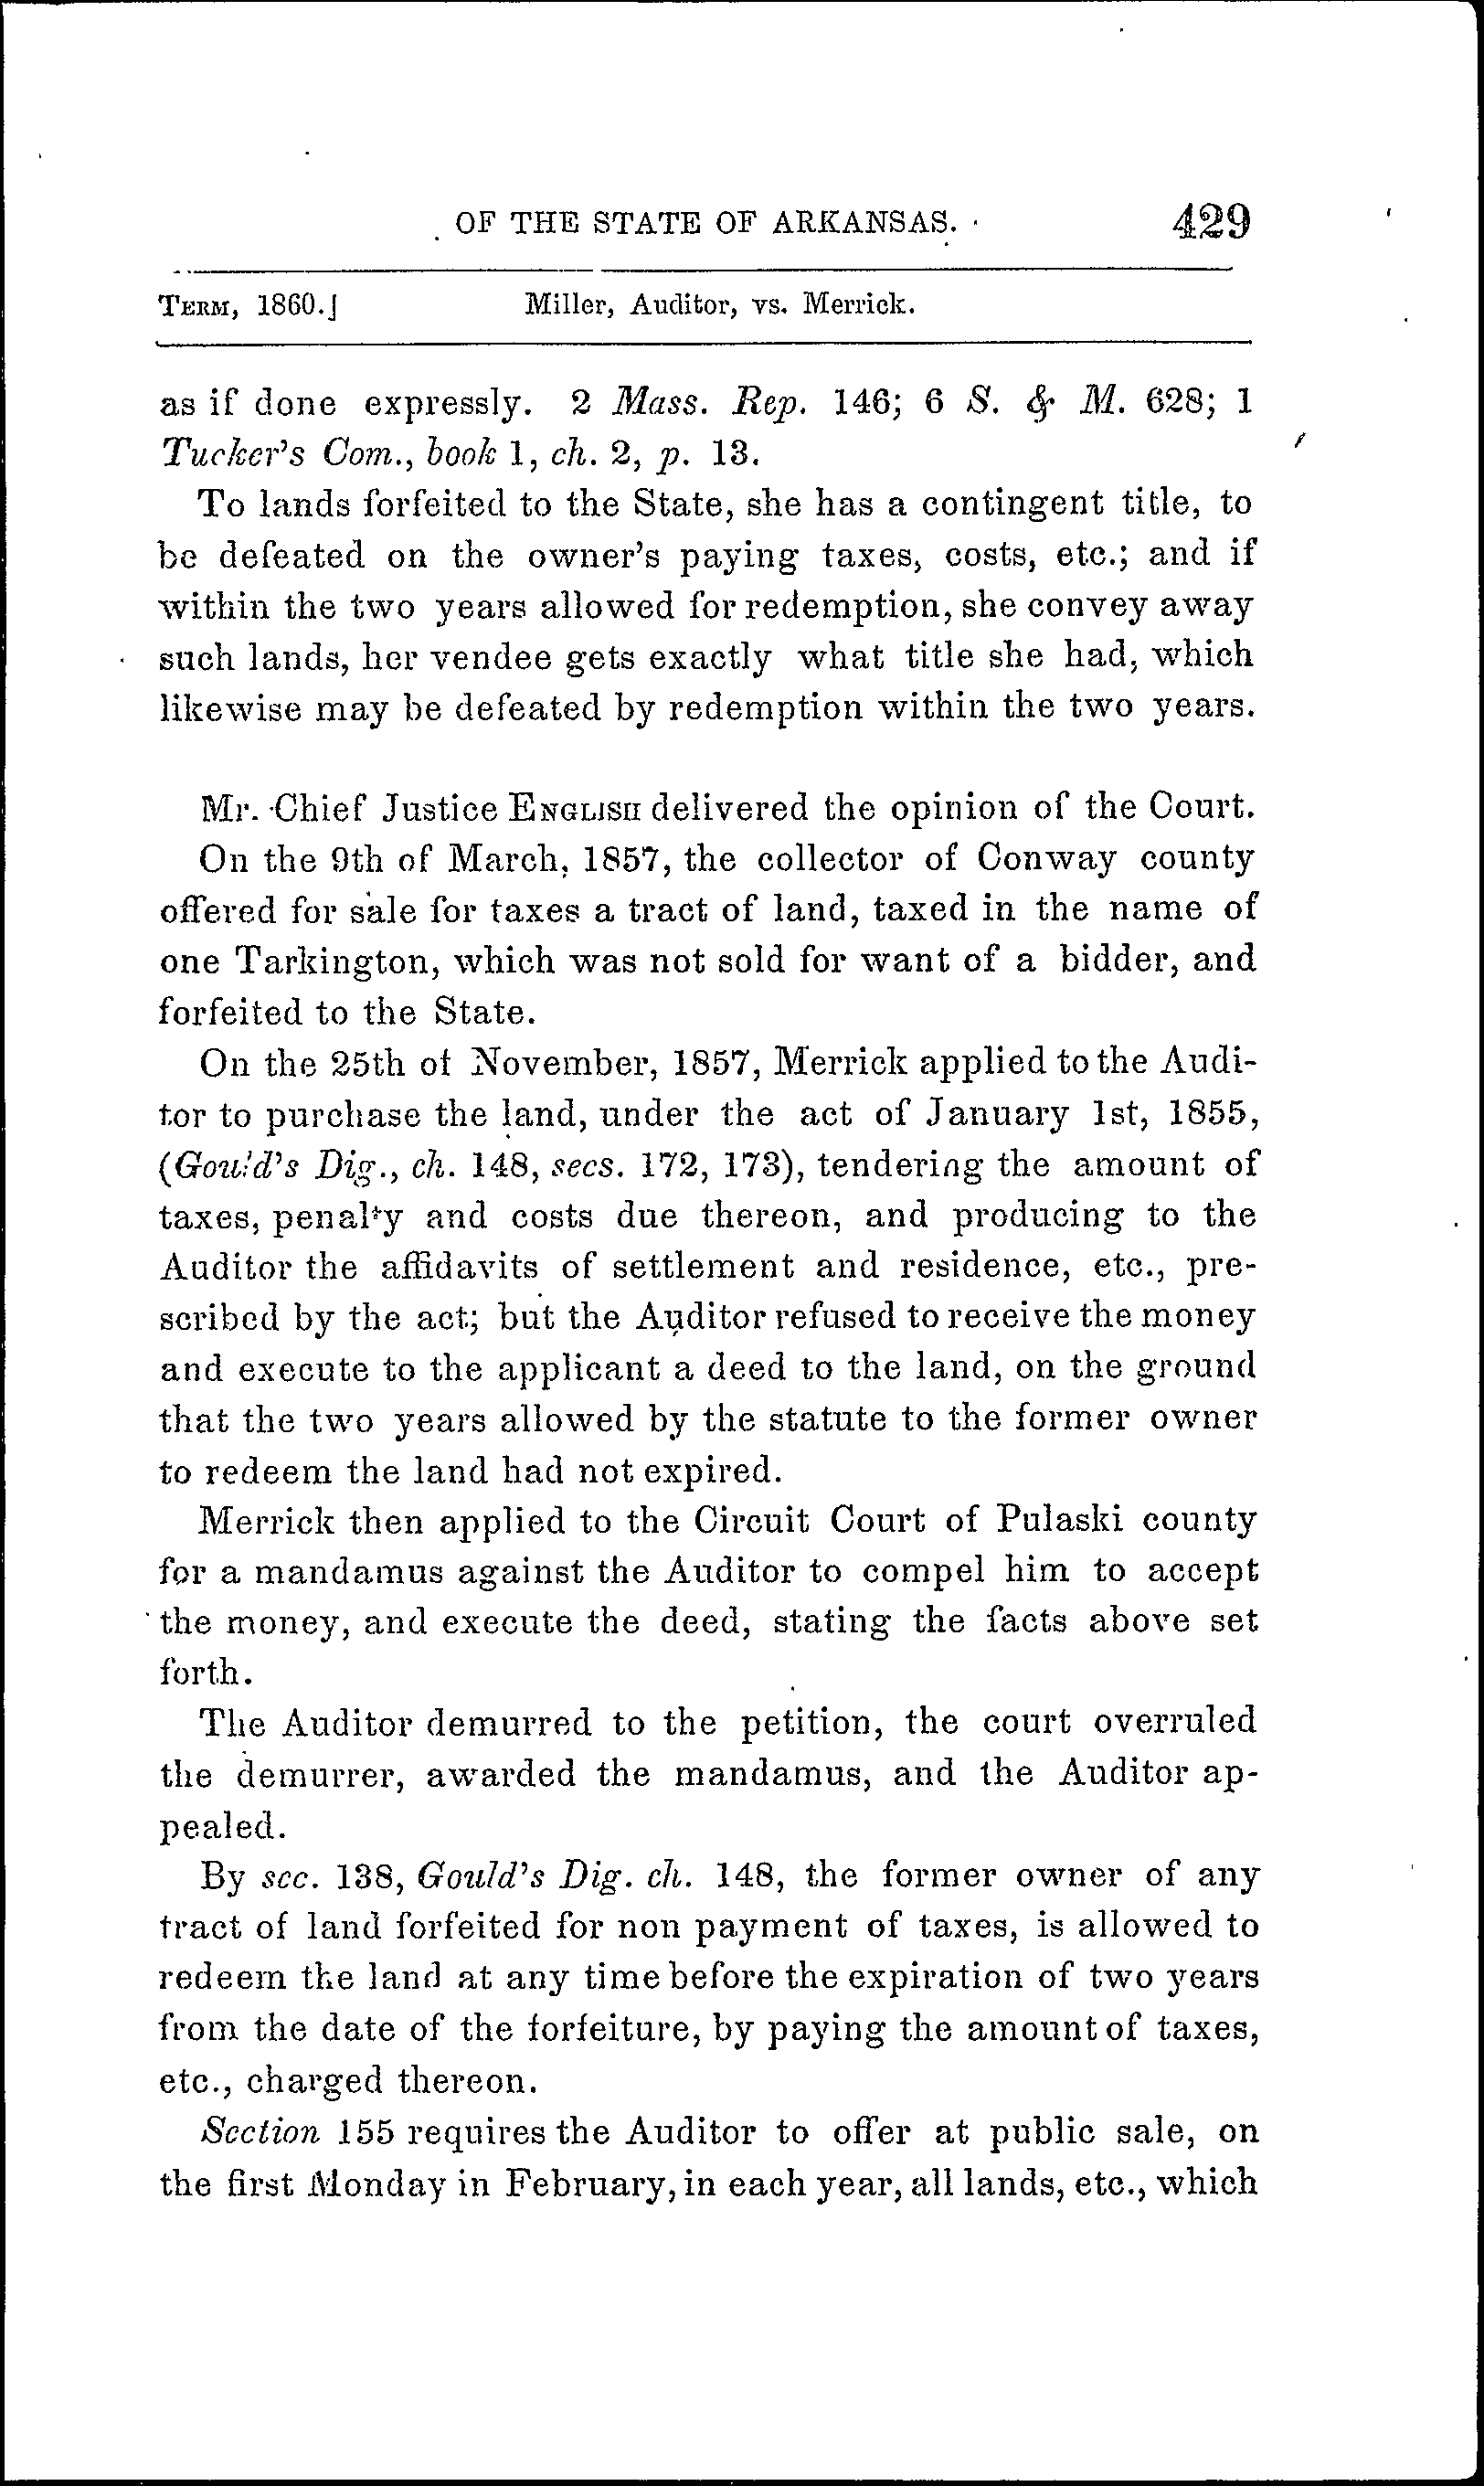 OF THE STATE OF ARKANSAS. 429
TERM, 1860.] Miller, Auditor, vs. Merrick.
as if done expressly. 2 Mass. Rep. 146; 6 S. & M. 628; 1
Tucker's Com., book 1, ch. 2, p. 13.
To lands forfeited to the State, she has a contingent title, to
be defeated on the owner's paying taxes, costs, etc.; and if
within the two years allowed for redemption, she convey away
such lands, her vendee gets exactly what title she had, which
likewise may be defeated by redemption within the two years.
Mr. Chief Justice ENGLISH delivered the opinion of the Court.
On the 9th of March, 1857, the collector of Conway county
offered for sale for taxes a tract of land, taxed in the name of
one Tarkington, which was not sold for want of a bidder, and
forfeited to the State.
On the 25th of November, 1857, Merrick applied to the Audi-
tor to purchase the land, under the act of January 1st, 1855,
(Gould's Dig., ch. 148, secs. 172, 173), tendering the amount of
taxes, penalty and costs due thereon, and producing to the
Auditor the affidavits of settlement and residence, etc., pre-
scribed by the act; but the Auditor refused to receive the money
and execute to the applicant a deed to the land, on the ground
that the two years allowed by the statute to the former owner
to redeem the land had not expired.
Merrick then applied to the Circuit Court of Pulaski county
for a mandamus against the Auditor to compel him to accept
the money, and execute the deed, stating the facts above set
forth.
The Auditor demurred to the petition, the court overruled
the demurrer, awarded the mandamus, and the Auditor ap-
pealed.
By sec. 138, Gould's Dig. ch. 148, the former owner of any
tract of land forfeited for non payment of taxes, is allowed to
redeem the land at any time before the expiration of two years
from the date of the forfeiture, by paying the amount of taxes,
etc., charged thereon.
Section 155 requires the Auditor to offer at public sale, on
the first Monday in February, in each year, all lands, etc., which